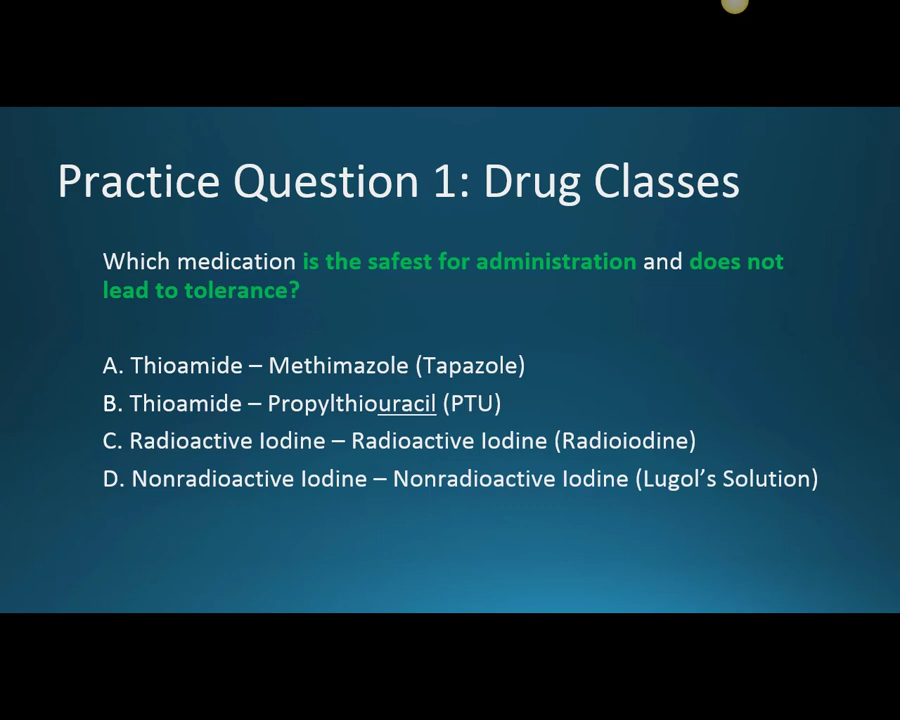 Practice Question 1: Drug Classes
Which medication is the safest for administration and does not
lead to tolerance?
A. Thioamide – Methimazole (Tapazole)
B. Thioamide – Propylthiouracil (PTU)
C. Radioactive Iodine – Radioactive Iodine (Radioiodine)
D. Nonradioactive Iodine – Nonradioactive Iodine (Lugol’s Solution)